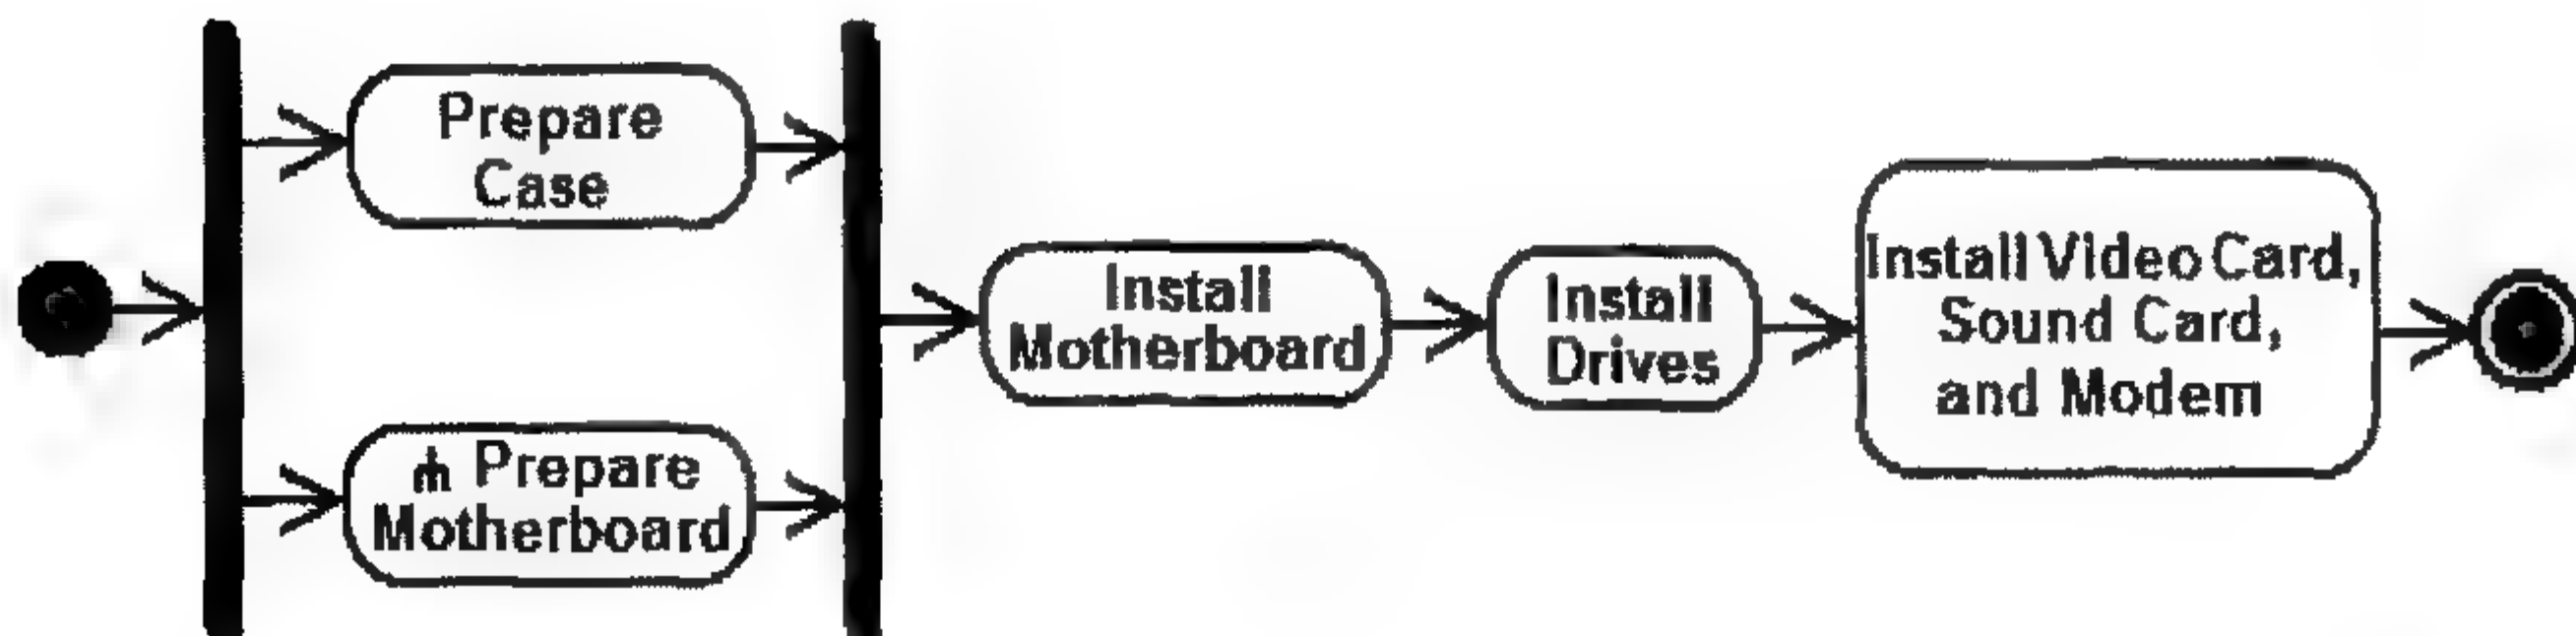 Prepare
Case
Prepare
Motherboard
Install
Motherboard
Install
Drives
Install Video Card,
Sound Card,
and Modem